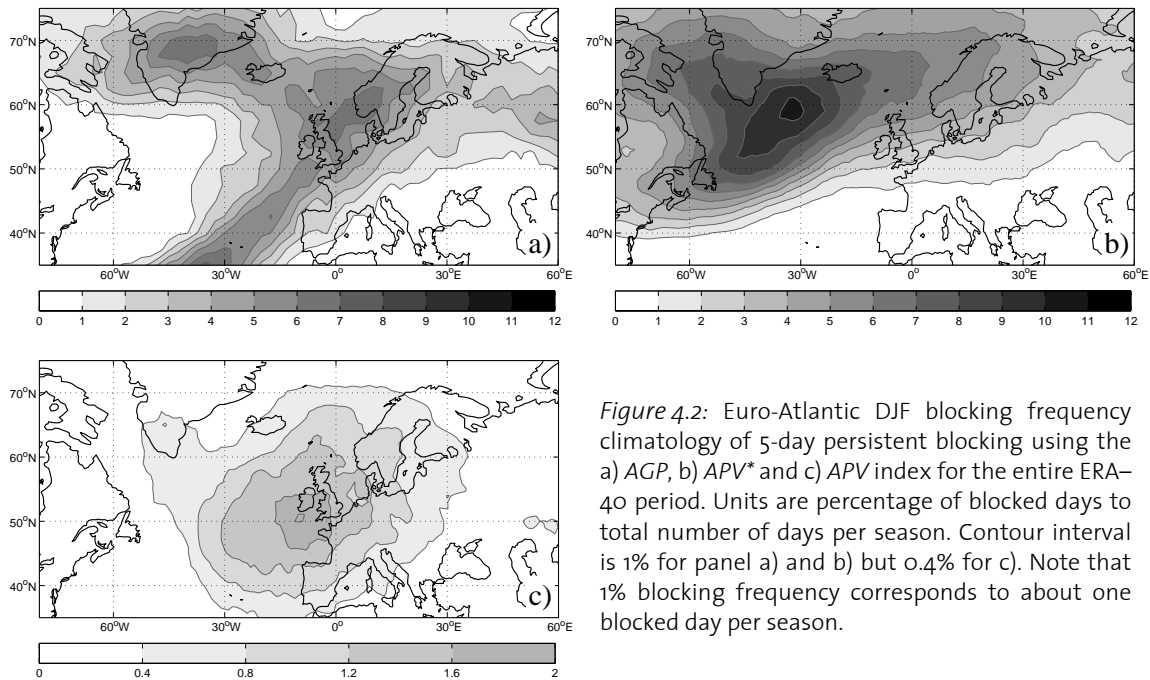 70°N
60°N
50°N
40°N
a)
60°W 30°W 0° 30°E 60°E
0 1 2 3 4 5 6 7 8 9 10 11 12
70°N
60°N
50°N
40°N
b)
60°W 30°W 0° 30°E 60°E
0 1 2 3 4 5 6 7 8 9 10 11 12
70°N
60°N
50°N
40°N
c)
60°W 30°W 0° 30°E 60°E
0 0.4 0.8 1.2 1.6 2
Figure 4.2: Euro-Atlantic DJF blocking frequency
climatology of 5-day persistent blocking using the
a) AGP, b) APV* and c) APV index for the entire ERA–
40 period. Units are percentage of blocked days to
total number of days per season. Contour interval
is 1% for panel a) and b) but 0.4% for c). Note that
1% blocking frequency corresponds to about one
blocked day per season.